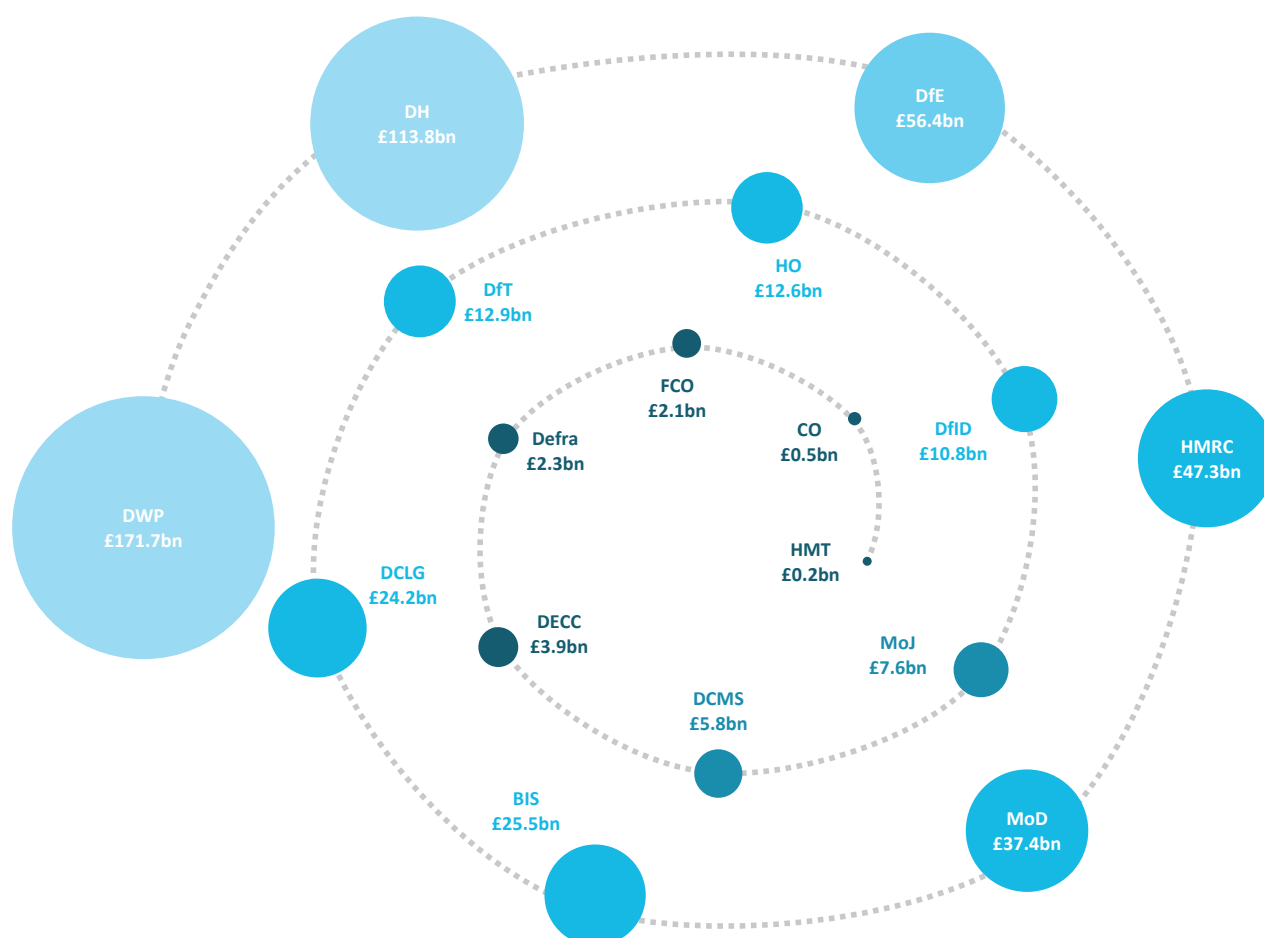 DH
£113.8bn
DfE
£56.4bn
HO
£12.6bn
DfT
£12.9bn
FCO
£2.1bn
CO
£0.5bn
DfID
£10.8bn
Defra
£2.3bn
HMRC
£47.3bn
DWP
£171.7bn
HMT
£0.2bn
DCLG
£24.2bn
DECC
£3.9bn
MoJ
£7.6bn
DCMS
£5.8bn
BIS
£25.5bn
MoD
£37.4bn